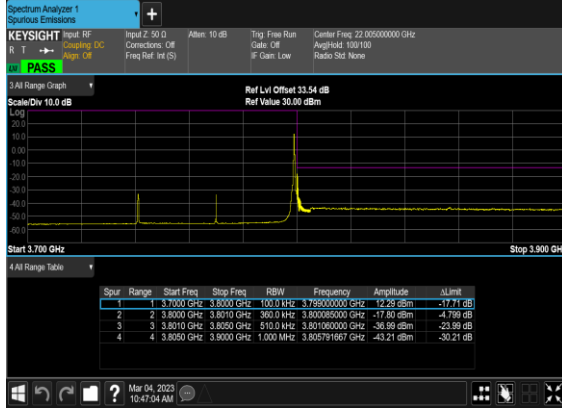 Spectrum Analyzer 1
Spurious Emissions
+
KEYSIGHT Input: RF Input Z: 50 Ω Atten: 10 dB Trig: Free Run Center Freq: 22.005000000 GHz
R T Coupling: DC Corrections: Off Gate: Off Avg|Hold: 100/100
Align: Off Freq Ref: Int (S) IF Gain: Low Radio Std: None
PASS
3 All Range Graph
Ref Lvl Offset 33.54 dB
Scale/Div 10.0 dB Ref Value 30.00 dBm
Log
20.0
10.0
0.00
-10.0
-20.0
-30.0
-40.0
-50.0
-60.0
Start 3.700 GHz Stop 3.900 GH
4 All Range Table
Spur Range Start Freq Stop Freq RBW Frequency Amplitude ΔLimit
1 1 3.7000 GHz 3.8000 GHz 100.0 kHz 3.799000000 GHz 12.29 dBm -17.71 dB
2 2 3.8000 GHz 3.8010 GHz 360.0 kHz 3.800085000 GHz -17.80 dBm -4.799 dB
3 3 3.8010 GHz 3.8050 GHz 510.0 kHz 3.801060000 GHz -36.99 dBm -23.99 dB
4 4 3.8050 GHz 3.9000 GHz 1.000 MHz 3.805791667 GHz -43.21 dBm -30.21 dB
? Mar 04, 2023
10:47:04 AM